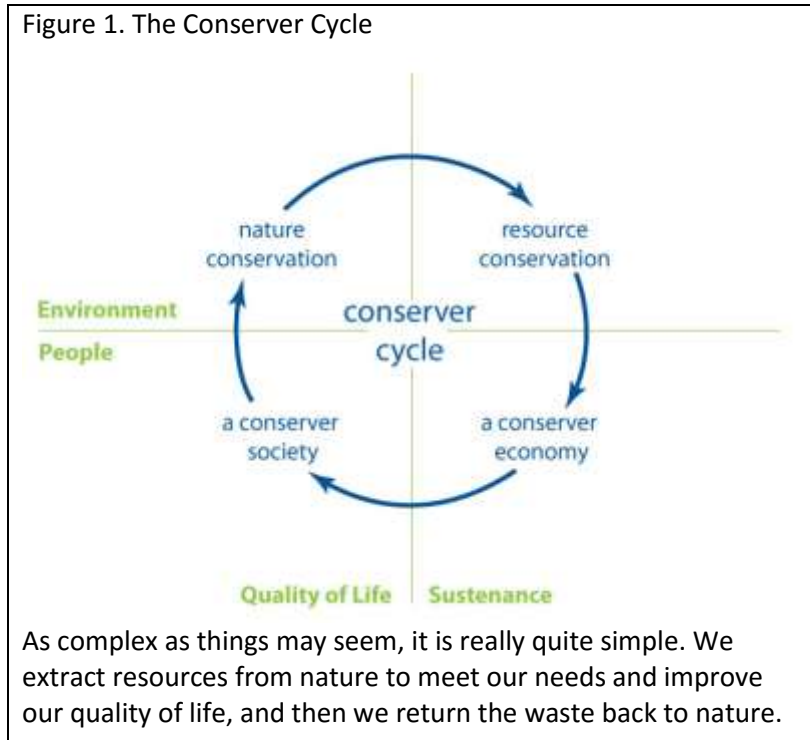 Figure 1. The Conserver Cycle
nature
conservation
resource
conservation
Environment
conserver
People
cycle
a conserver
society
a conserver
economy
Quality of Life
Sustenance
As complex as things may seem, it is really quite simple. We
extract resources from nature to meet our needs and improve
our quality of life, and then we return the waste back to nature.